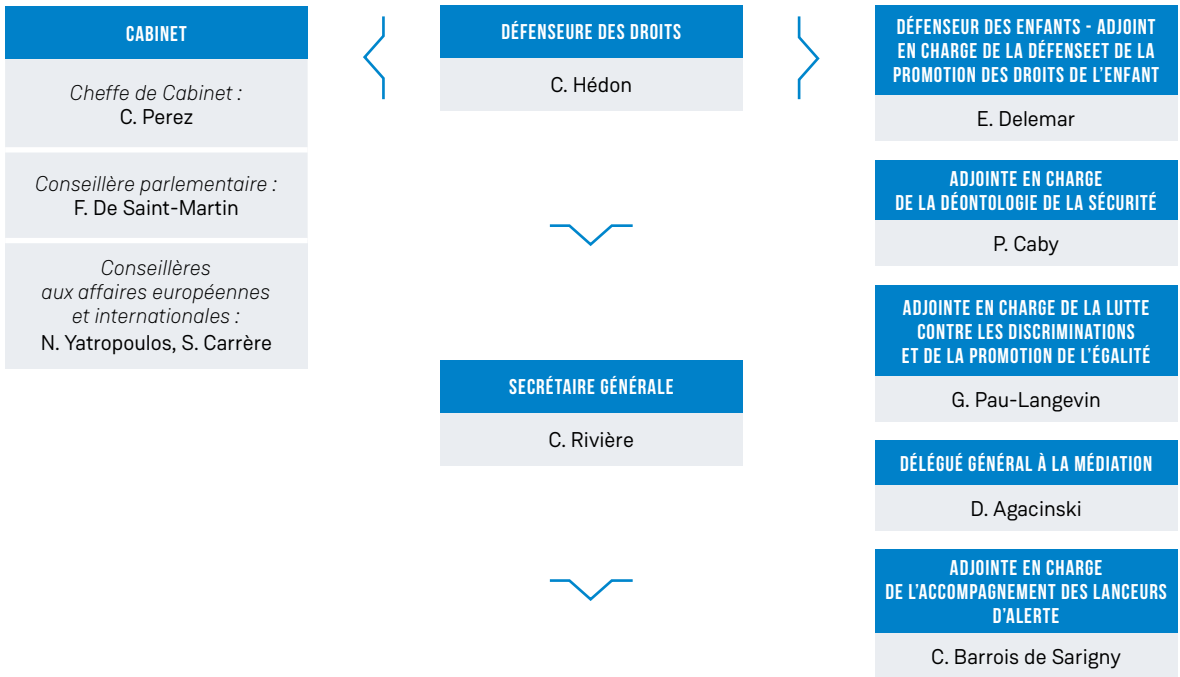 CABINET
Cheffe de Cabinet :
C. Perez
Conseillère parlementaire :
F. De Saint-Martin
Conseillères
aux affaires européennes
et internationales :
N. Yatropoulos, S. Carrère
DÉFENSEURE DES DROITS
C. Hédon
SECRÉTAIRE GÉNÉRALE
C. Rivière
DÉFENSEUR DES ENFANTS - ADJOINT
EN CHARGE DE LA DÉFENSEET DE LA
PROMOTION DES DROITS DE L'ENFANT
E. Delemar
ADJOINTE EN CHARGE
DE LA DÉONTOLOGIE DE LA SÉCURITÉ
P. Caby
ADJOINTE EN CHARGE DE LA LUTTE
CONTRE LES DISCRIMINATIONS
ET DE LA PROMOTION DE L'ÉGALITÉ
G. Pau-Langevin
DÉLÉGUÉ GÉNÉRAL À LA MÉDIATION
D. Agacinski
ADJOINTE EN CHARGE
DE L'ACCOMPAGNEMENT DES LANCEURS
D'ALERTE
C. Barrois de Sarigny